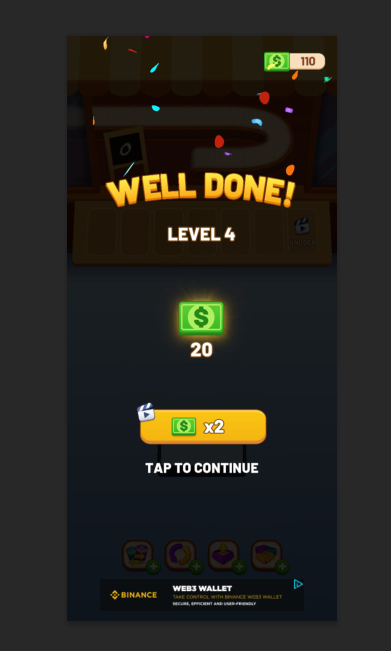 110
WELL DONE!
LEVEL 4
20
x2
TAP TO CONTINUE
BINANCE
WEB3 WALLET
TAKE CONTROL WITH BINANCE WEB3 WALLET
SECURE, EFFICIENT AND USER-FRIENDLY